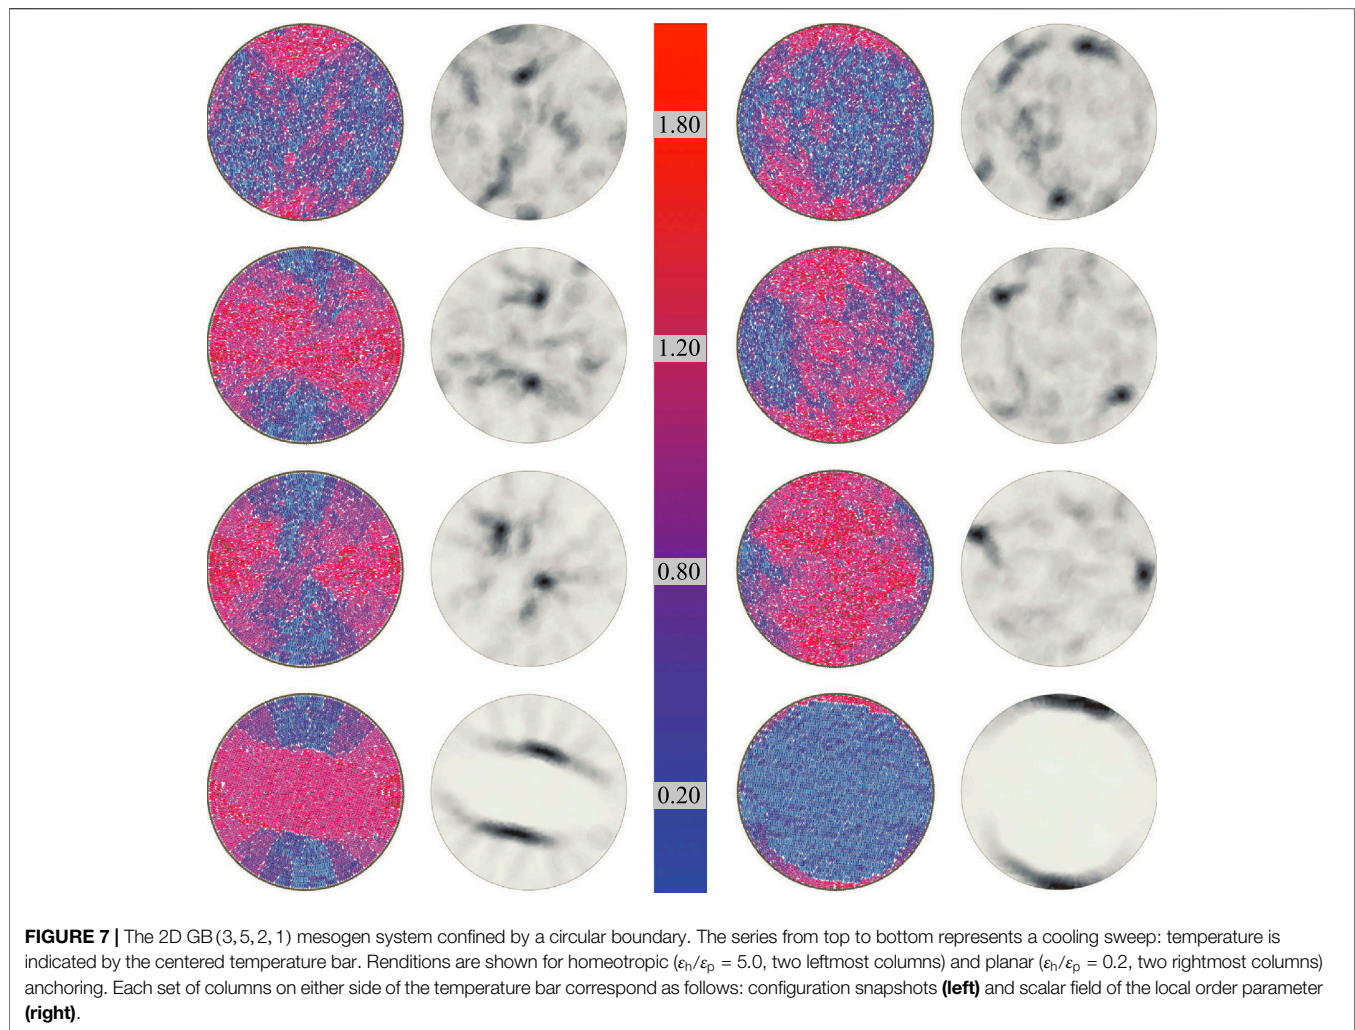 1.80
1.20
0.80
0.20
FIGURE 7 | The 2D GB (3, 5, 2, 1) mesogen system confined by a circular boundary. The series from top to bottom represents a cooling sweep: temperature is
indicated by the centered temperature bar. Renditions are shown for homeotropic (εh/εp = 5.0, two leftmost columns) and planar (εh/εp = 0.2, two rightmost columns)
anchoring. Each set of columns on either side of the temperature bar correspond as follows: configuration snapshots (left) and scalar field of the local order parameter
(right).